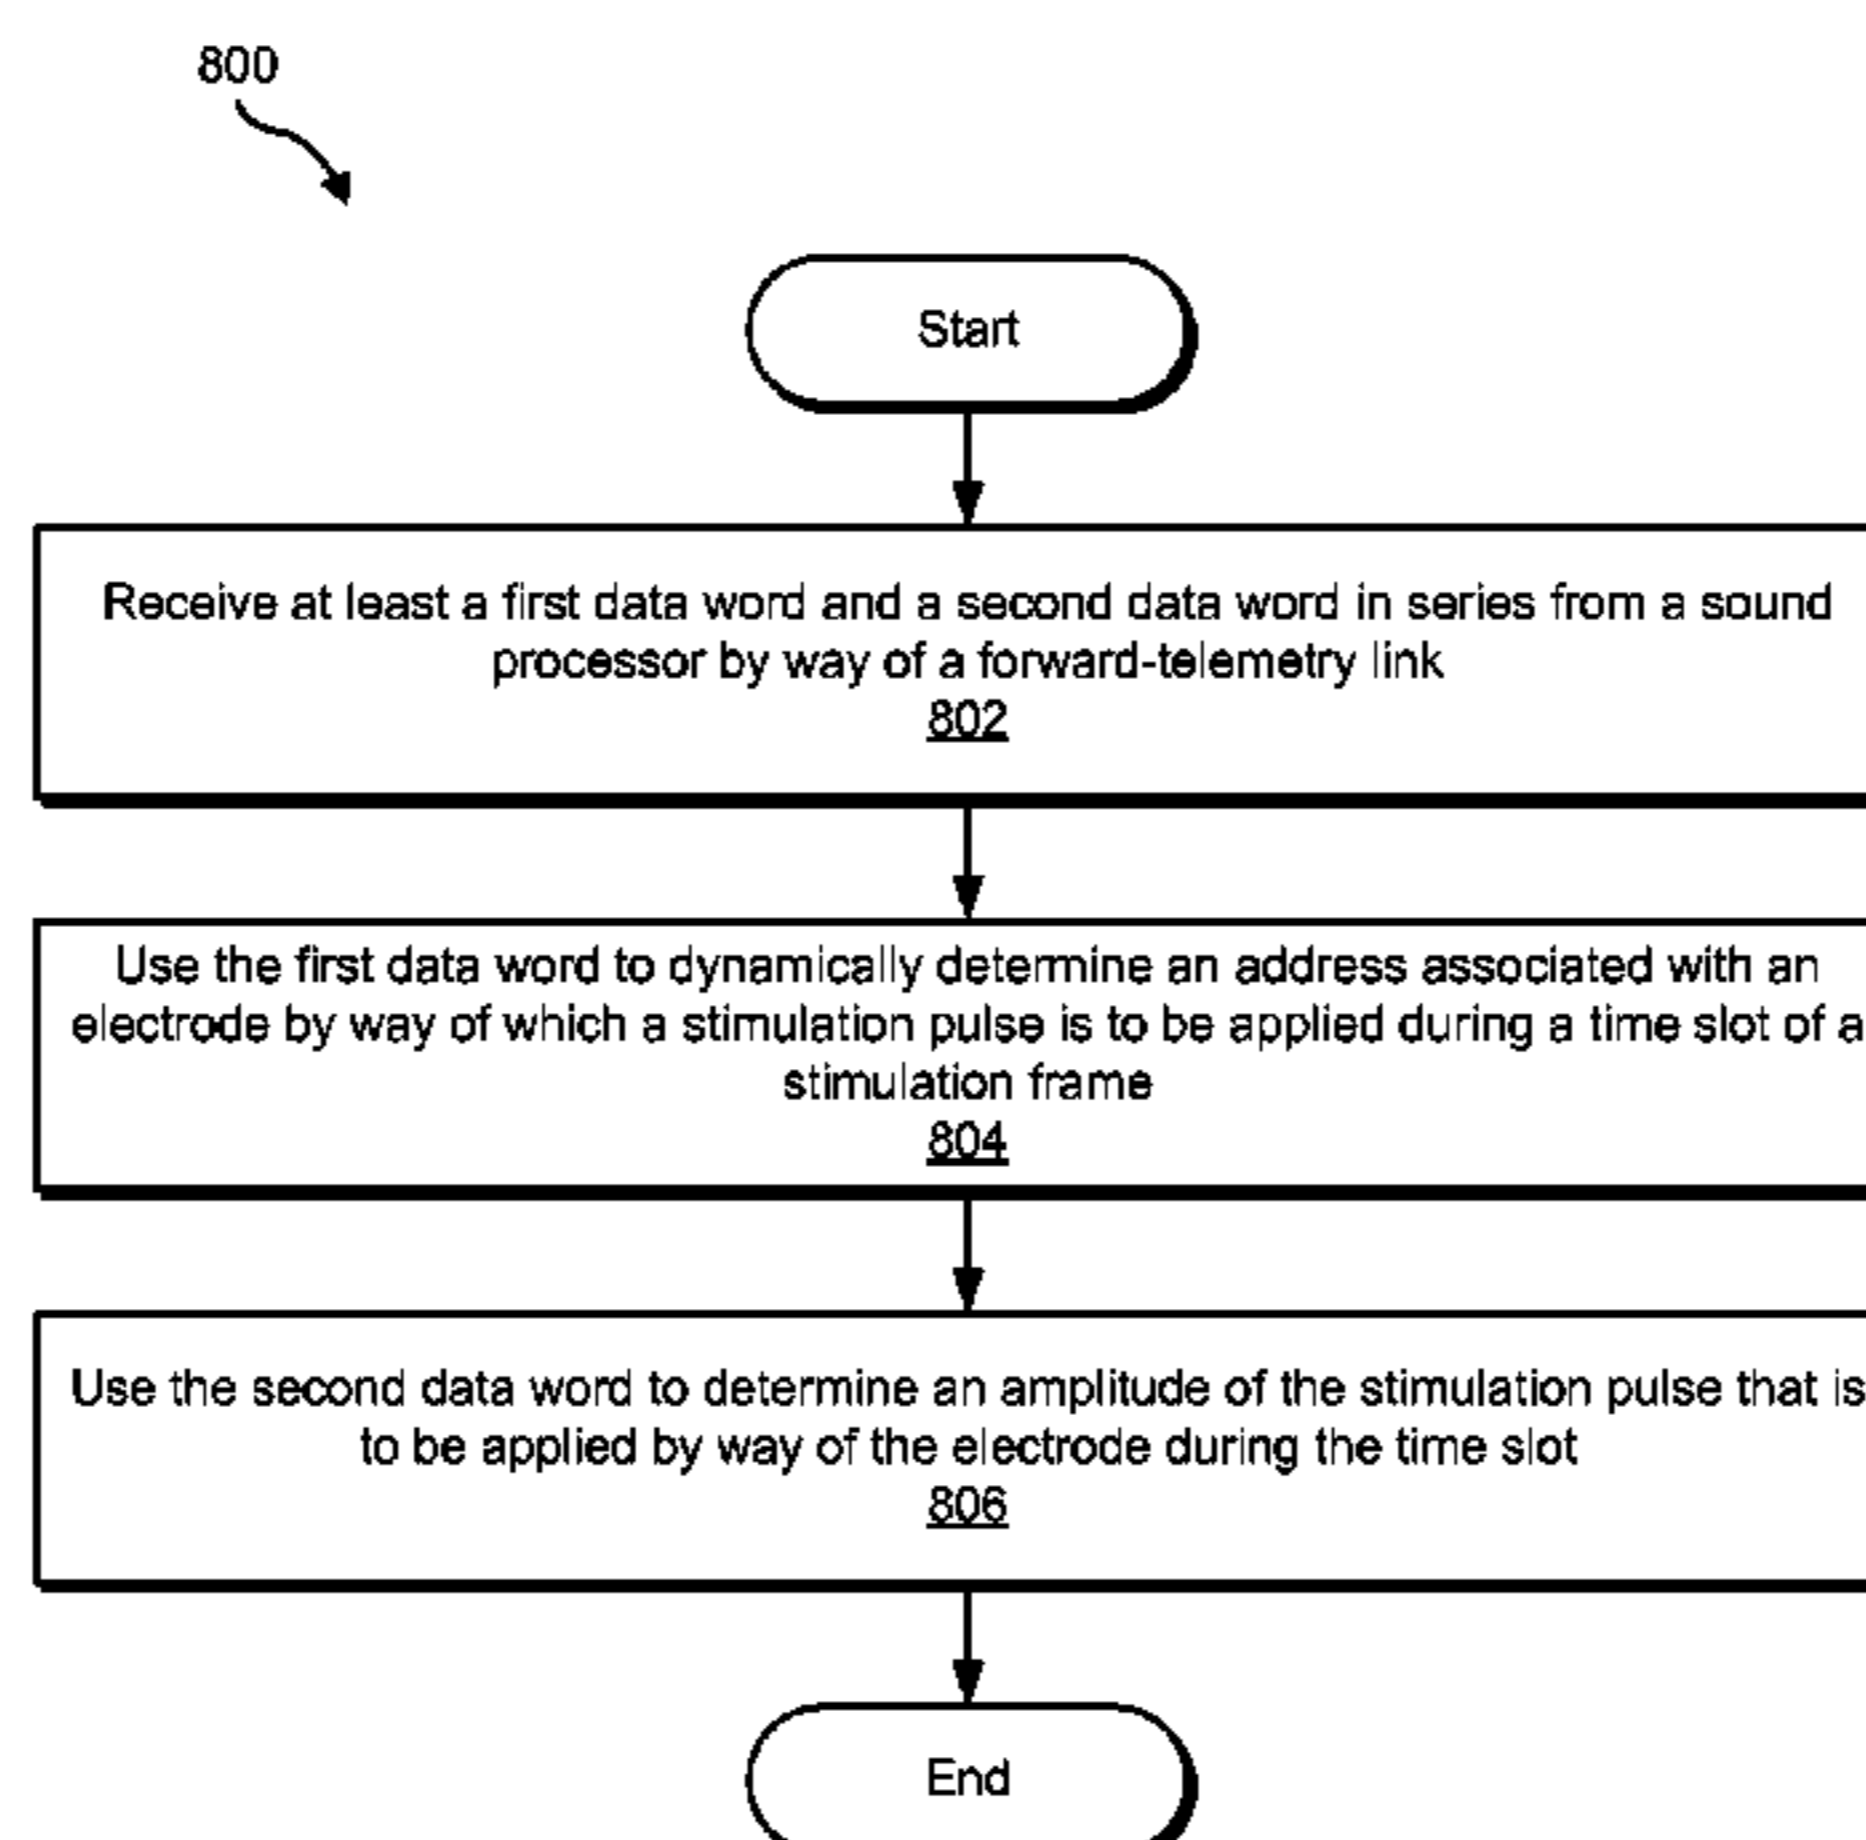 800
Start
Receive at least a first data word and a second data word in series from a sound
processor by way of a forward-telemetry link
802
Use the first data word to dynamically determine an address associated with an
electrode by way of which a stimulation pulse is to be applied during a time slot of a
stimulation frame
804
Use the second data word to determine an amplitude of the stimulation pulse that is
to be applied by way of the electrode during the time slot
806
End